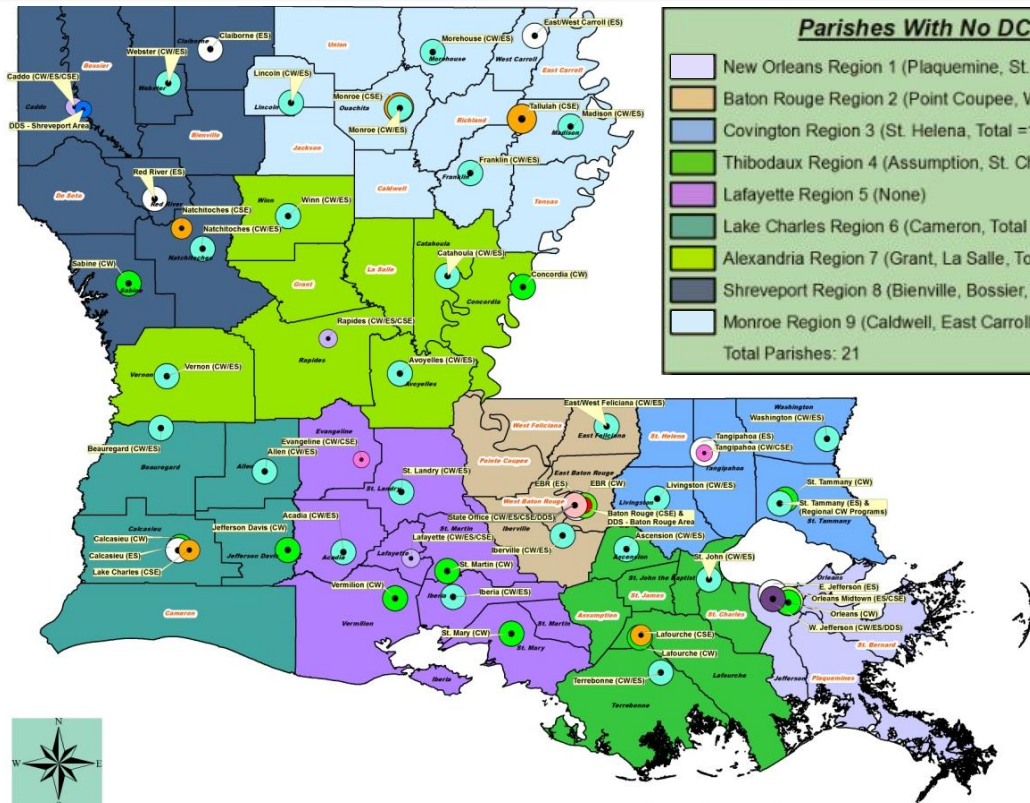 Parishes With No DC
New Orleans Region 1 (Plaquemine, St.
Baton Rouge Region 2 (Point Coupee, W
Covington Region 3 (St. Helena, Total =
Thibodaux Region 4 (Assumption, St. Ch
Lafayette Region 5 (None)
Lake Charles Region 6 (Cameron, Total
Alexandria Region 7 (Grant, La Salle, To
Shreveport Region 8 (Bienville, Bossier,
Monroe Region 9 (Caldwell, East Carroll
Total Parishes: 21
Claiborne (ES)
Claiborne
Union
Morehouse (CW/ES)
Morehouse
East/West Carroll (ES)
West Carroll
East Carroll
Webster (CW/ES)
Webster
Bossier
Caddo (CW/ES/CSE)
Caddo
DDS - Shreveport Area
Lincoln (CW/ES)
Lincoln
Monroe (CSE)
Ouachita
Monroe (CW/ES)
Richland
Tallulah (CSE)
Madison (CW/ES)
Madison
Bienville
Jackson
Franklin (CW/ES)
Franklin
Caldwell
Tensas
De Soto
Red River (ES)
Red River
Natchitoches (CSE)
Natchitoches (CW/ES)
Natchitoches
Winn
Winn (CW/ES)
Sabine (CW)
Sabine
Grant
La Salle
Catahoula
Catahoula (CW/ES)
Concordia (CW)
Concordia
Rapides (CW/ES/CSE)
Rapides
Avoyelles (CW/ES)
Avoyelles
Vernon (CW/ES)
Vernon
Beauregard (CW/ES)
Beauregard
Allen (CW/ES)
Allen
Evangeline
Evangeline (CW/CSE)
St. Landry (CW/ES)
St. Landry
Pointe Coupee
West Feliciana
East/West Feliciana (CW/ES)
East Feliciana
St. Helena
Washington
Washington (CW/ES)
Tangipahoa (ES)
Tangipahoa (CW/CSE)
Tangipahoa
East Baton Rouge
EBR (ES)
EBR (CW)
West Baton Rouge
State Office (CW/ES/CSE/DDS)
Baton Rouge (CSE) &
DDS - Baton Rouge Area
Livingston (CW/ES)
Livingston
St. Tammany (CW)
St. Tammany (ES) &
Regional CW Programs
St. Tammany
Calcasieu
Calcasieu (CW)
Calcasieu (ES)
Lake Charles (CSE)
Jefferson Davis (CW)
Jefferson Davis
Acadia (CW/ES)
Acadia
St. Martin
Lafayette (CW/ES/CSE)
Lafayette
St. Martin (CW)
Iberville
Iberville (CW/ES)
Ascension (CW/ES)
Ascension
St. John (CW/ES)
St. John the Baptist
Cameron
Vermilion (CW)
Vermilion
Iberia
Iberia (CW/ES)
St. Martin
St. Mary (CW)
St. Mary
Iberia
Assumption
St. James
St. Charles
Lafourche (CSE)
Lafourche (CW)
Lafourche
Terrebonne (CW/ES)
Terrebonne
Orleans
E. Jefferson (ES)
Orleans Midtown (ES/CSE)
Orleans (CW)
W. Jefferson (CW/ES/DDS)
St. Bernard
Jefferson
Plaquemines
N
W
E